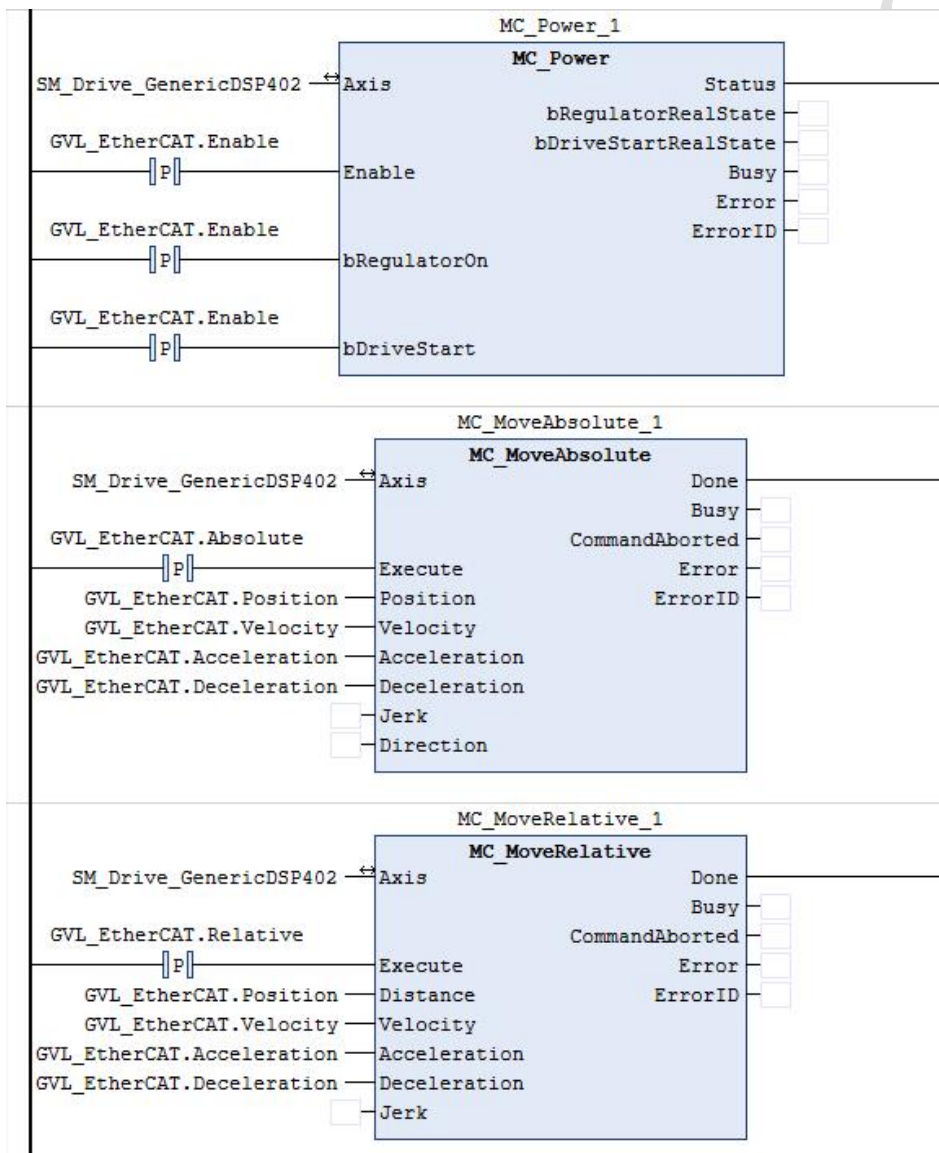 MC_Power_1
MC_Power
SM_Drive_GenericDSP402 Axis Status
bRegulatorRealState
GVL_EtherCAT.Enable bDriveStartRealState
P Enable Busy
Error
GVL_EtherCAT.Enable ErrorID
P bRegulatorOn
GVL_EtherCAT.Enable
P bDriveStart
MC_MoveAbsolute_1
MC_MoveAbsolute
SM_Drive_GenericDSP402 Axis Done
Busy
GVL_EtherCAT.Absolute CommandAborted
P Execute Error
GVL_EtherCAT.Position Position ErrorID
GVL_EtherCAT.Velocity Velocity
GVL_EtherCAT.Acceleration Acceleration
GVL_EtherCAT.Deceleration Deceleration
Jerk
Direction
MC_MoveRelative_1
MC_MoveRelative
SM_Drive_GenericDSP402 Axis Done
Busy
GVL_EtherCAT.Relative CommandAborted
P Execute Error
GVL_EtherCAT.Position Distance ErrorID
GVL_EtherCAT.Velocity Velocity
GVL_EtherCAT.Acceleration Acceleration
GVL_EtherCAT.Deceleration Deceleration
Jerk